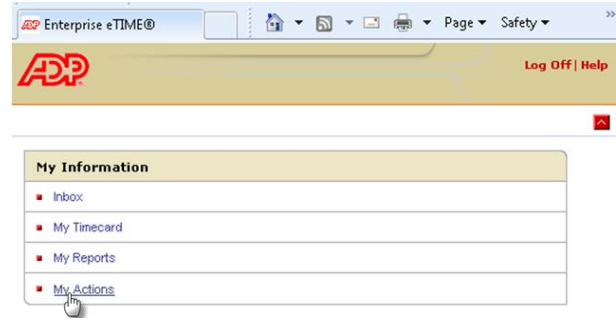 Enterprise eTIME®
Page
Safety
»
ADP
Log Off | Help
My Information
Inbox
My Timecard
My Reports
My Actions